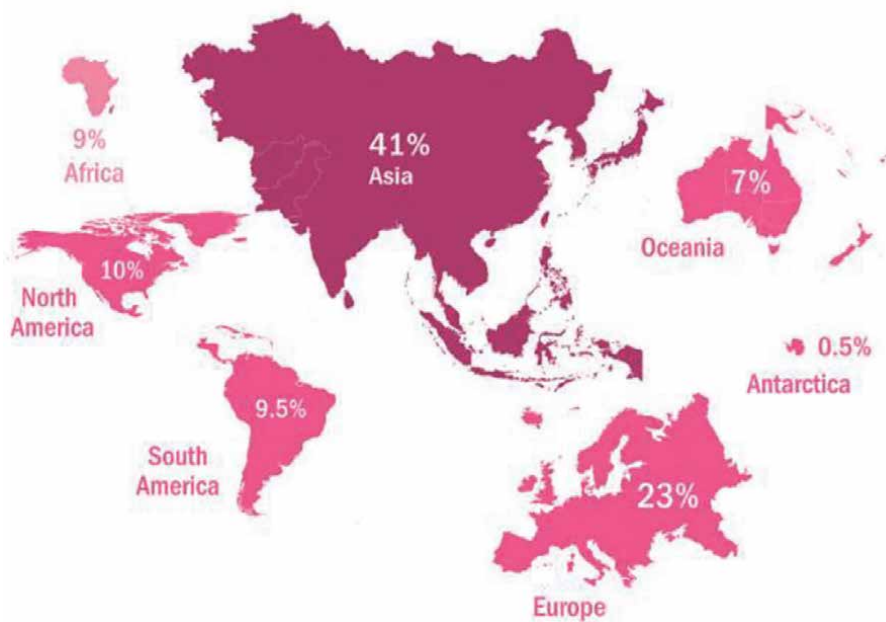 9%
Africa
41%
Asia
7%
Oceania
10%
North
America
0.5%
Antarctica
9.5%
South
America
23%
Europe